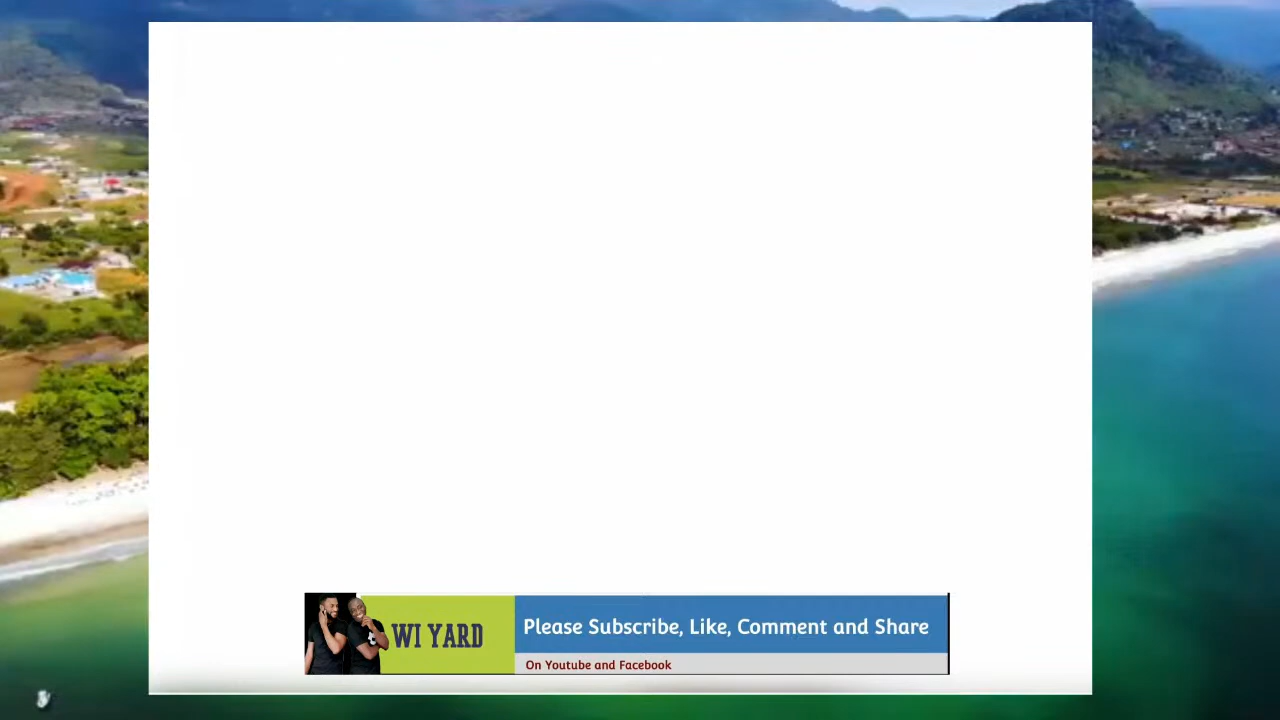 WI YARD
Please Subscribe, Like, Comment and Share
On Youtube and Facebook